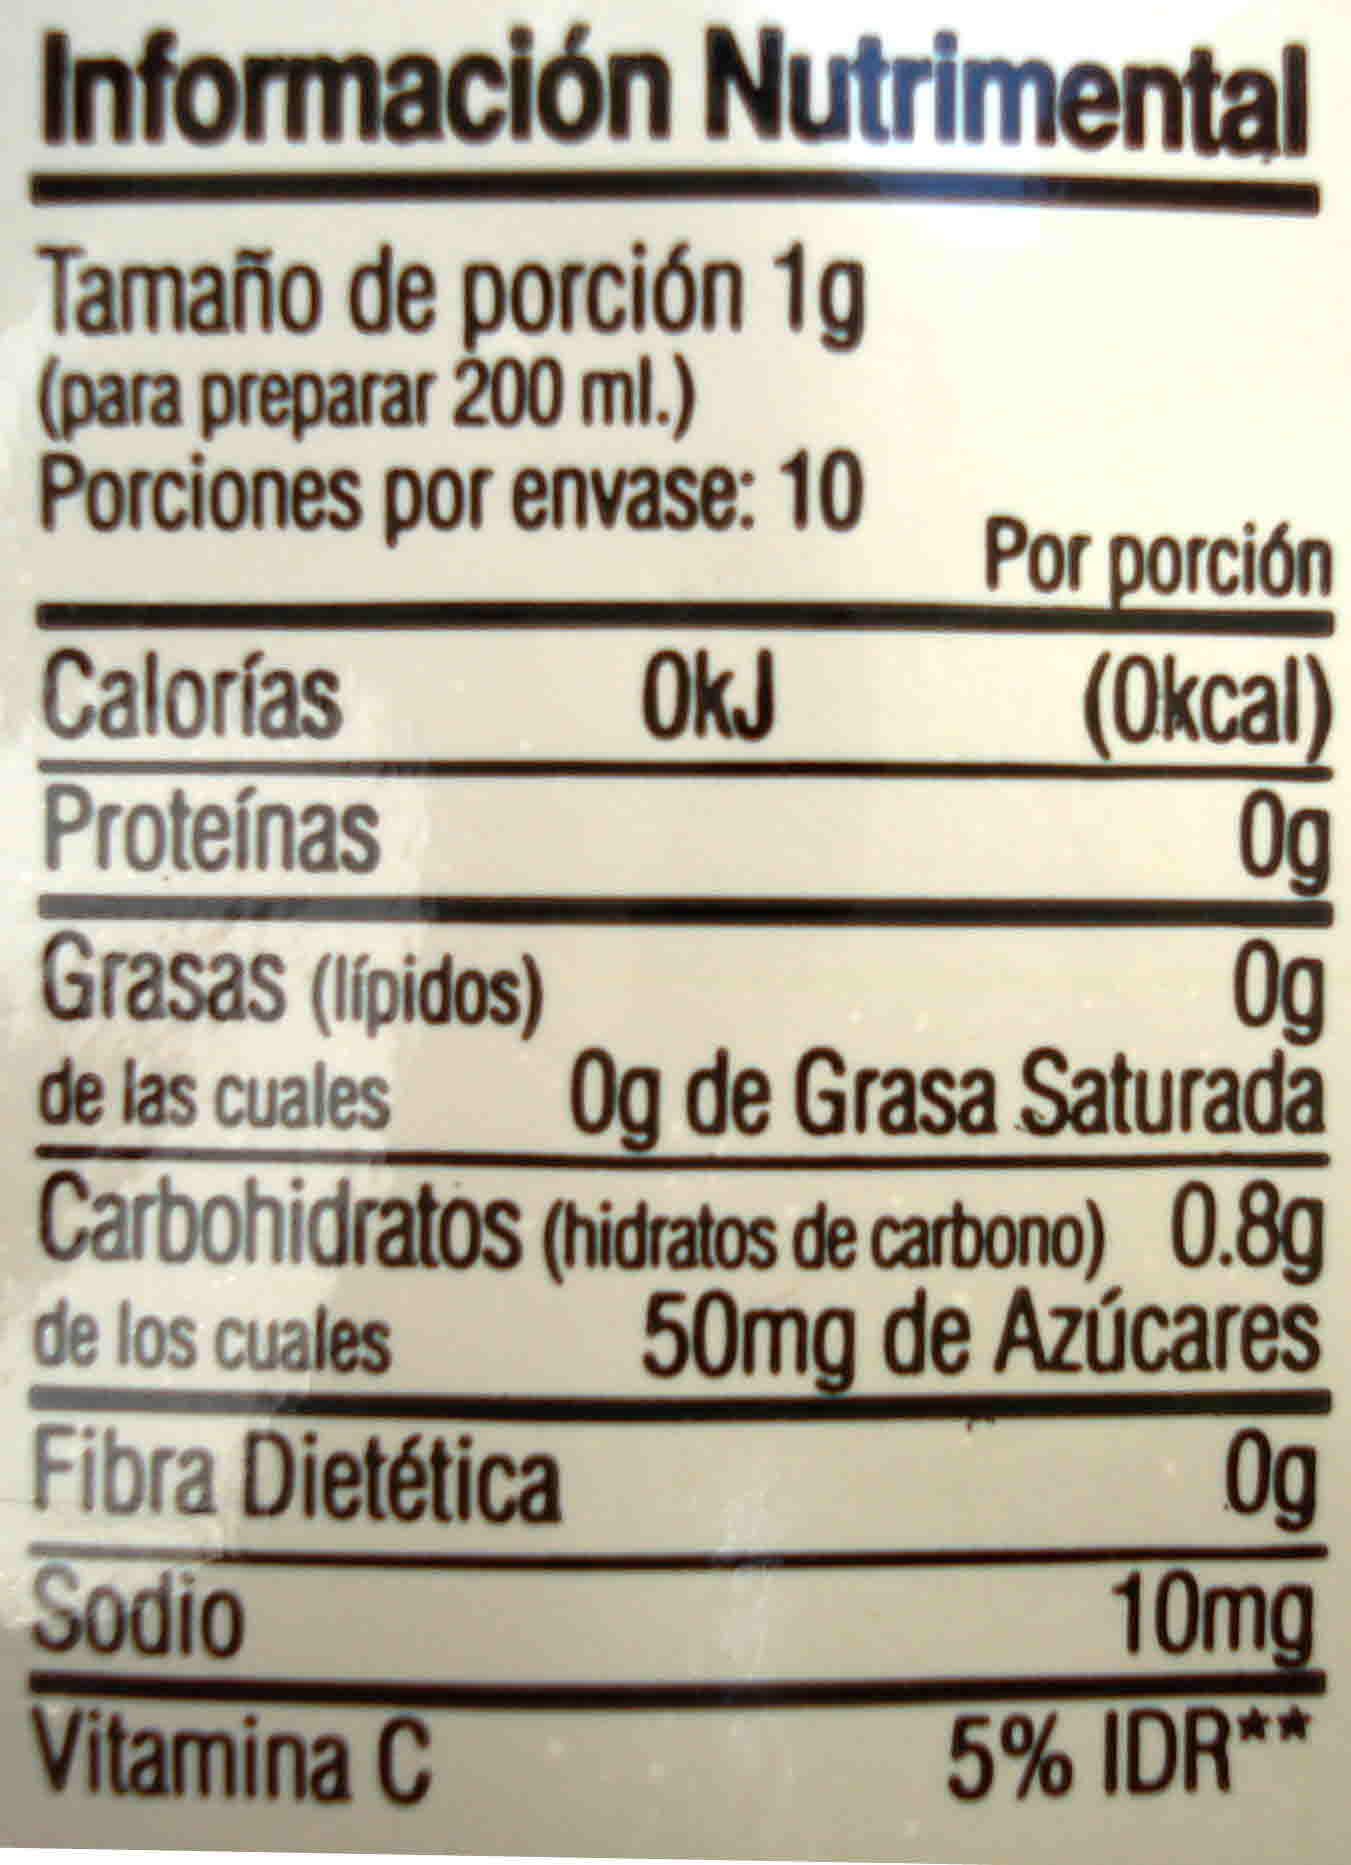 Información Nutrimental
Tamaño de porción 1g
(para preparar 200 ml.)
Porciones por envase: 10
Por porción
Calorías 0kJ (0kcal)
Proteínas 0g
Grasas (lípidos) 0g
de las cuales 0g de Grasa Saturada
Carbohidratos (hidratos de carbono) 0.8g
de los cuales 50mg de Azúcares
Fibra Dietética 0g
Sodio 10mg
Vitamina C 5% IDR**